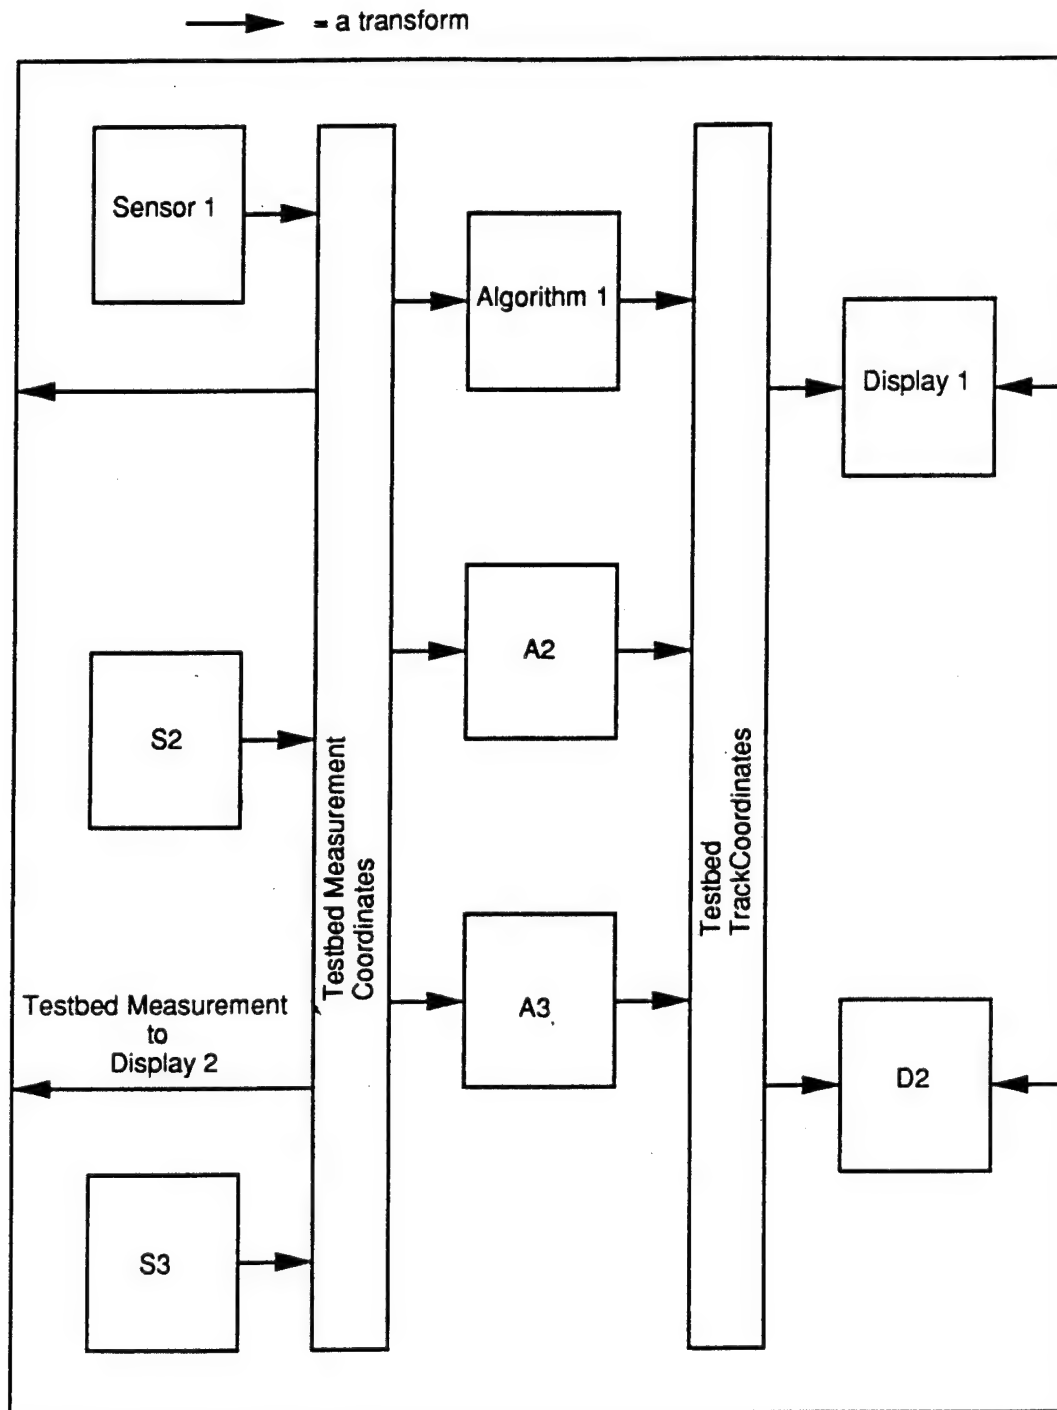 = a transform
Sensor 1
Algorithm 1
Display 1
A2
S2
Testbed Measurement
Coordinates
Testbed
TrackCoordinates
A3
Testbed Measurement
to
Display 2
D2
S3